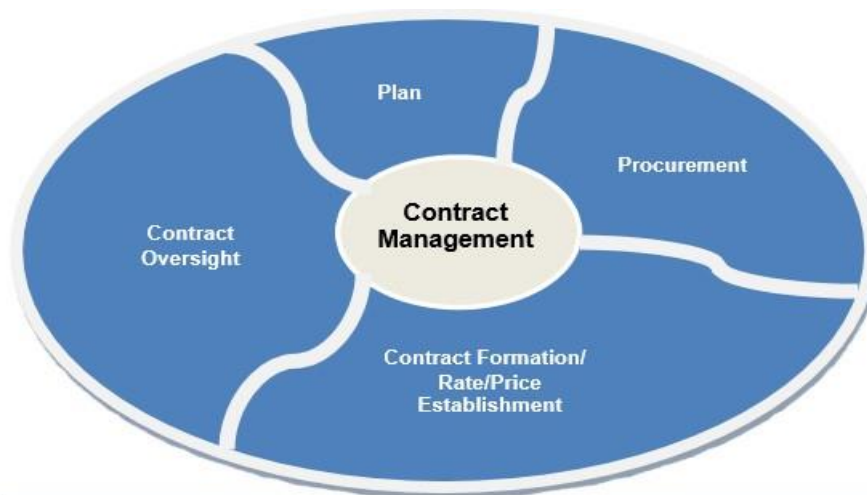 Plan
Procurement
Contract
Management
Contract
Oversight
Contract Formation/
Rate/Price
Establishment